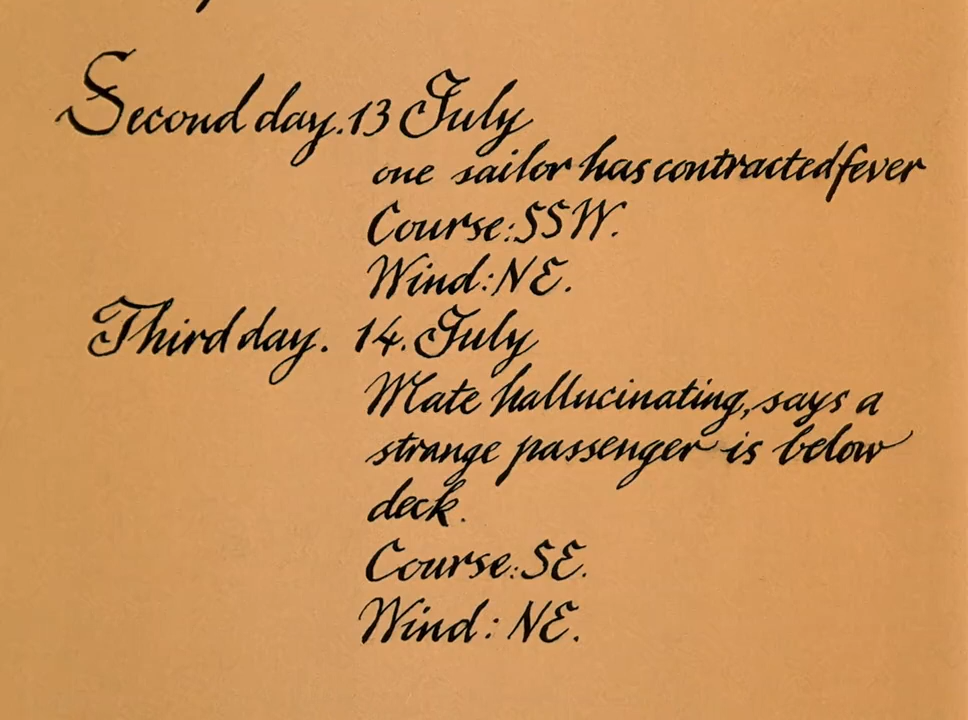 Second day. 13 July
one sailor has contracted fever
Course: SSW.
Wind: NE.
Third day. 14. July
Mate hallucinating, says a
strange passenger is below
deck.
Course: SE.
Wind: NE.